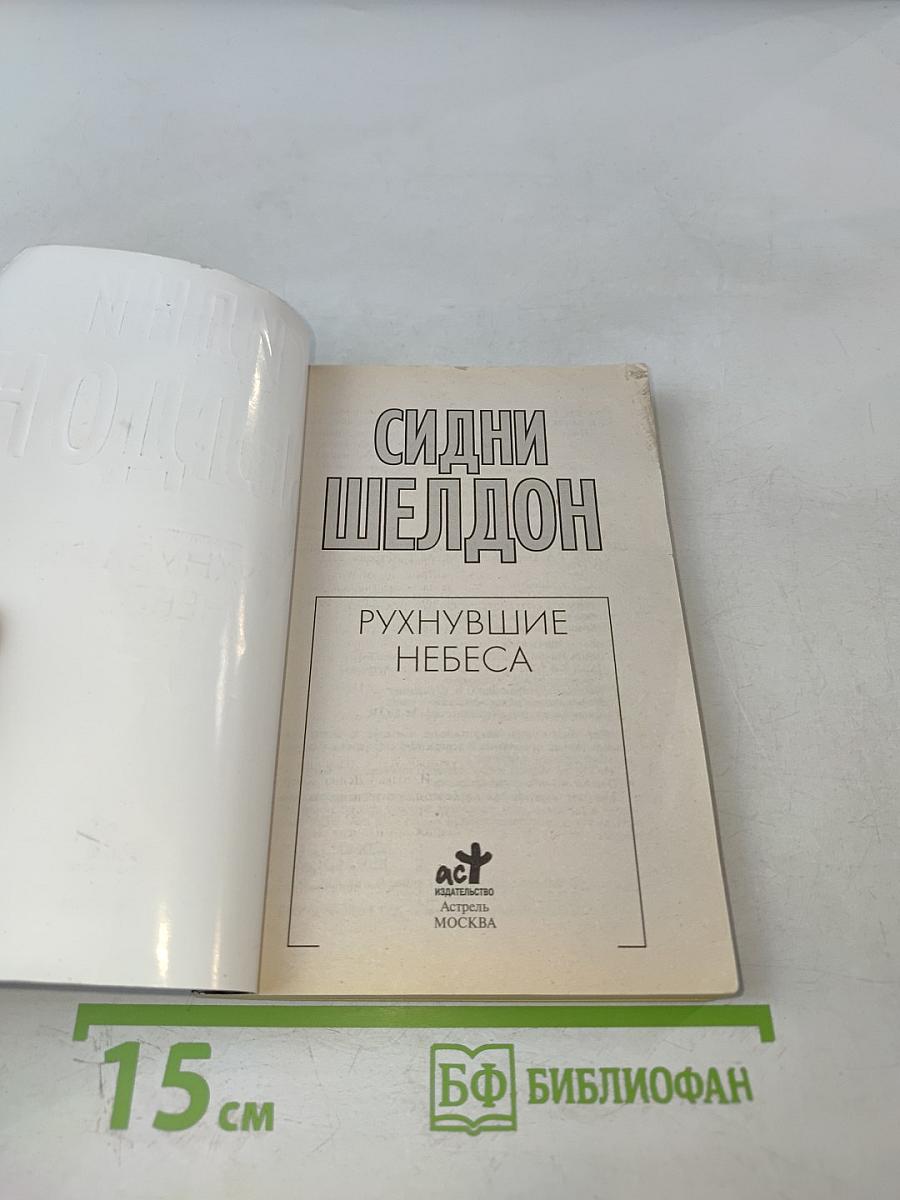 СИДНИ
ШЕЛДОН
РУХНУВШИЕ
НЕБЕСА
аст
ИЗДАТЕЛЬСТВО
Астрель
МОСКВА
15 см
БФ БИБЛИОФАН